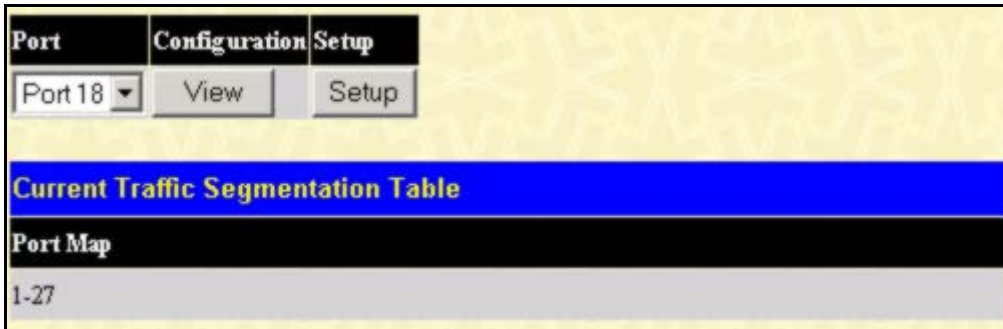 Port Configuration Setup
Port 18 View Setup
Current Traffic Segmentation Table
Port Map
1-27